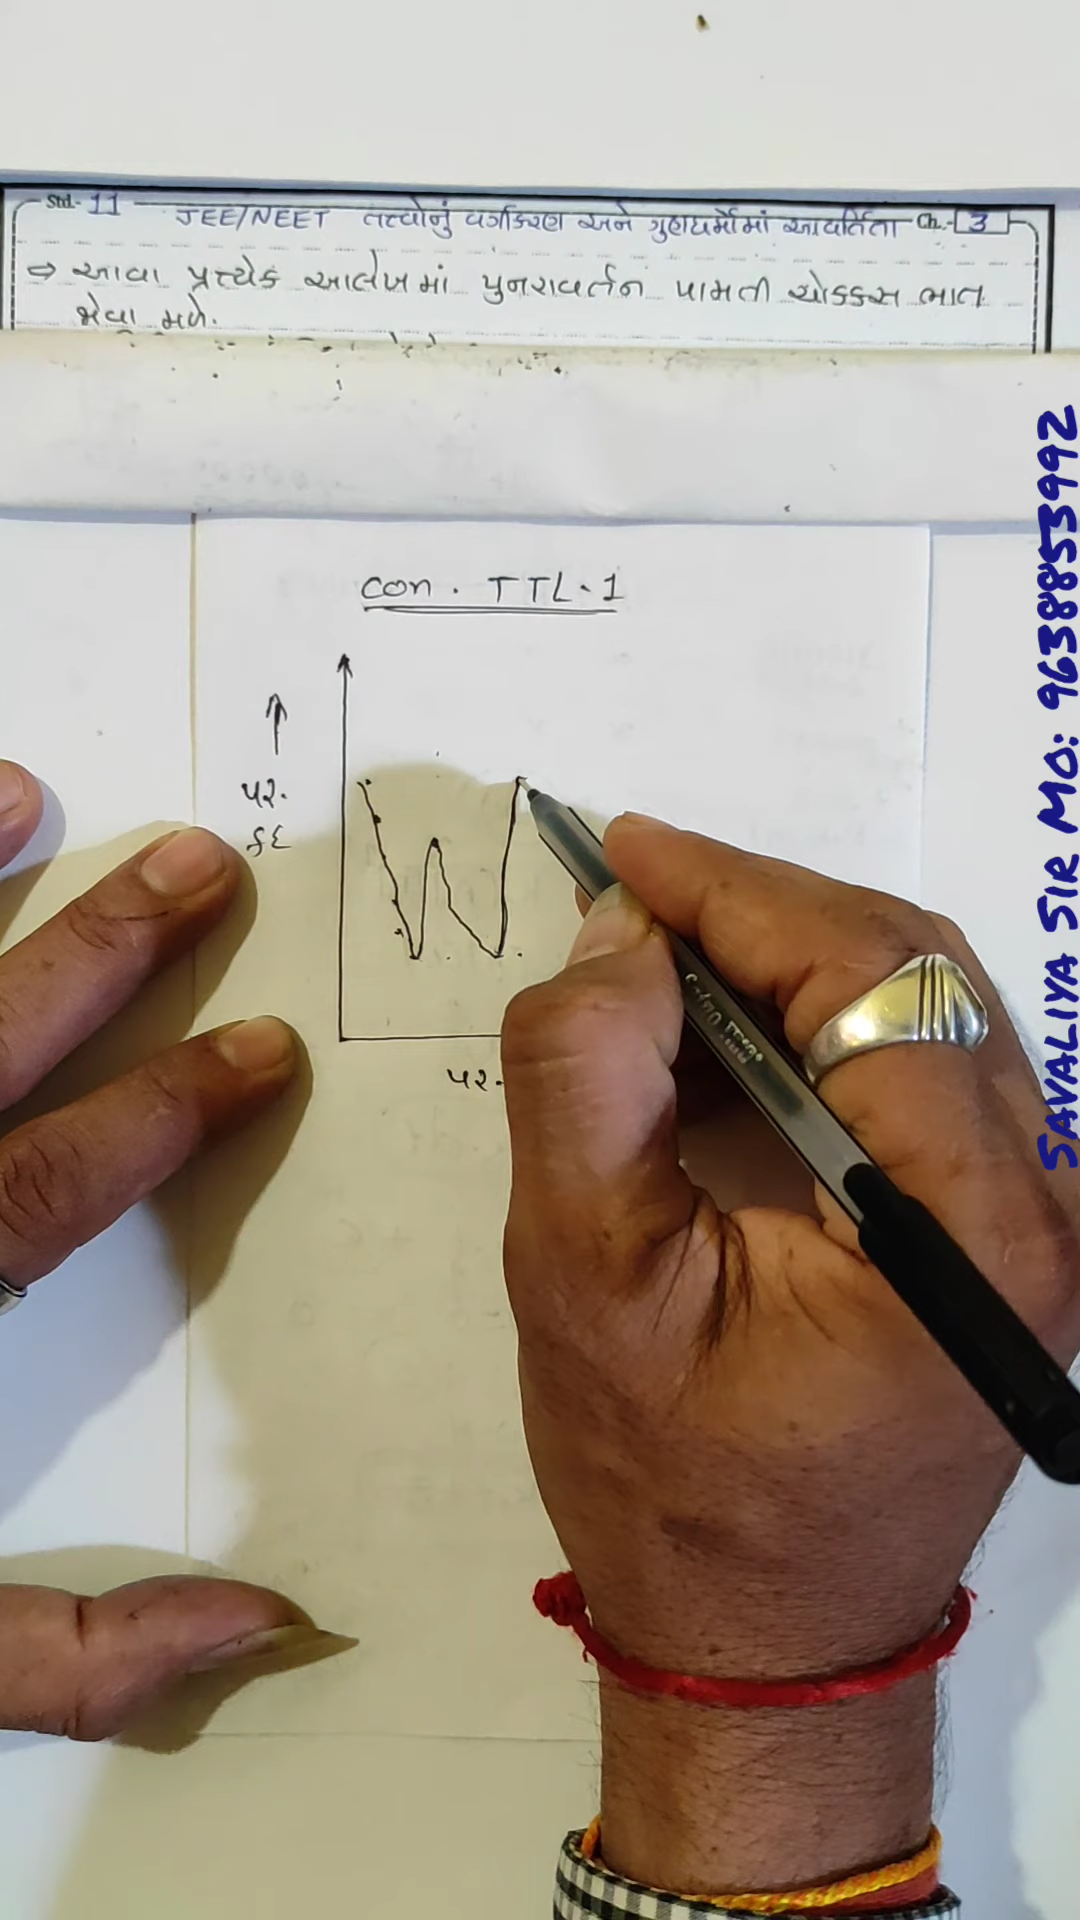 Std.- 11 JEE/NEET તત્ત્વોનું વર્ગીકરણ અને ગુણધર્મોમાં આવર્તિતા Ch.- 3
⇒ આવા પ્રત્યેક આલેખમાં પુનરાવર્તન પામતી ચોક્કસ ભાત
જોવા મળે.
con. TTL-1
પર.
કદ
પર.
SAVALIYA SIR MO: 9638853992